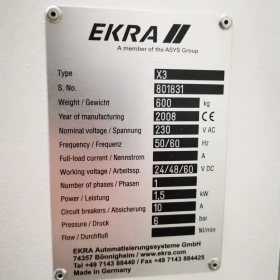 EKRA
A member of the ASYS Group
Type X3
S. No. 801831
Weight / Gewicht 600 kg
Year of manufacturing 2008 CE
Nominal voltage / Spannung 230 V AC
Frequency / Frequenz 50/60 Hz
Full-load current / Nennstrom A
Working voltage / Arbeitssp. 24/48/60 V DC
Number of phases / Phasen 1
Power / Leistung 1,5 kW
Circuit breakers / Absicherung 10 A
Pressure / Druck 6 bar
Flow / Durchfluß Nl/min
EKRA Automatisierungssysteme GmbH
74357 Bönnigheim / www.ekra.com
Tel +49 7143 88440 / Fax +49 7143 884425
Made in Germany